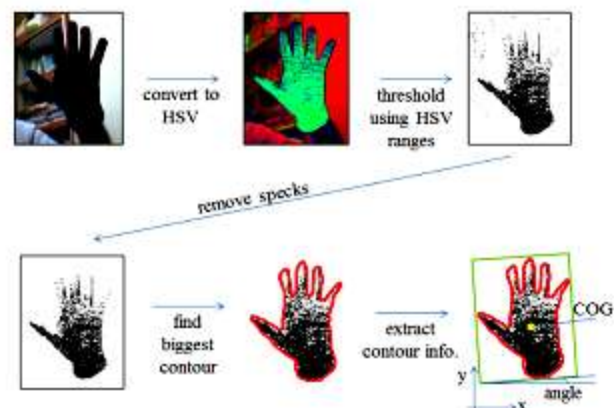 convert to
HSV
threshold
using HSV
ranges
remove specks
find
biggest
contour
extract
contour info.
COG
y
x
angle